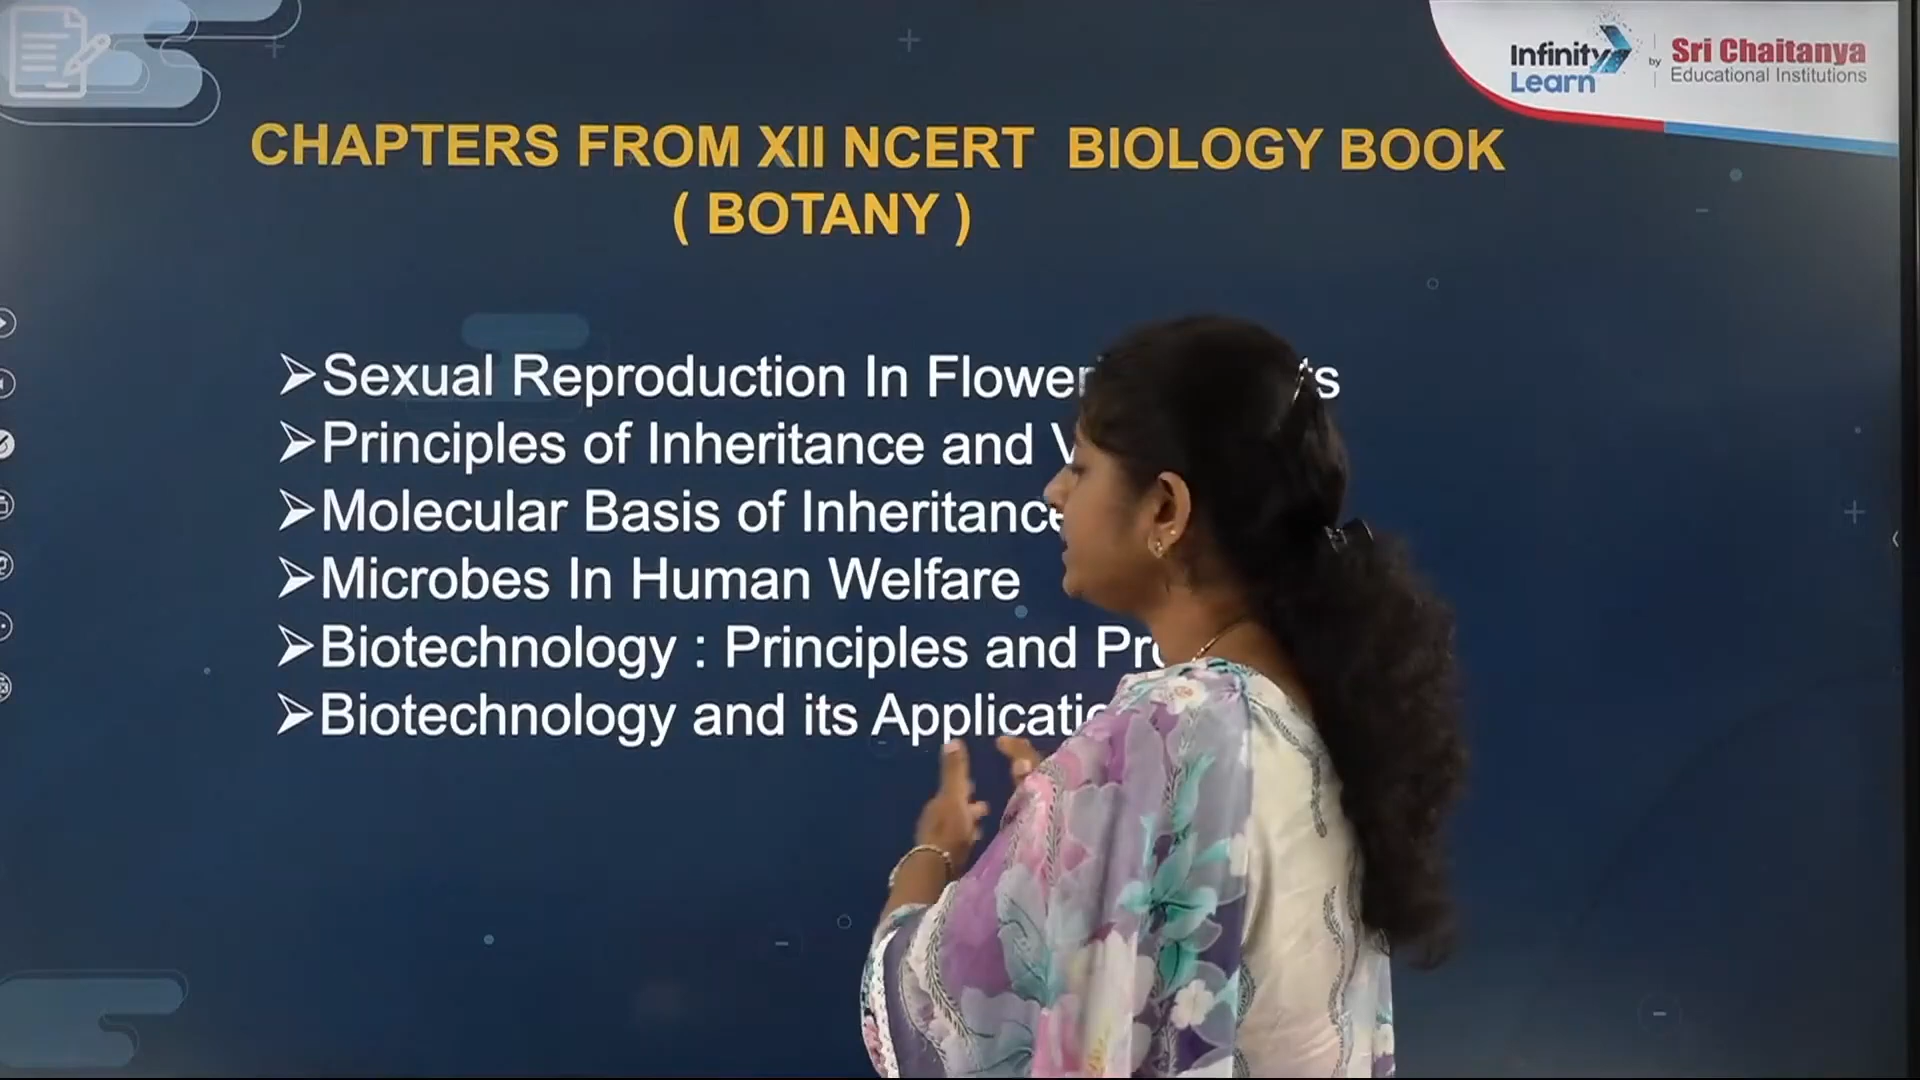 Infinity Learn by Sri Chaitanya
Educational Institutions
CHAPTERS FROM XII NCERT BIOLOGY BOOK
( BOTANY )
➢Sexual Reproduction In
➢Principles of Inheritance and
➢Molecular Basis of Inheritance
➢Microbes In Human Welfare
➢Biotechnology : Principles and
➢Biotechnology and its